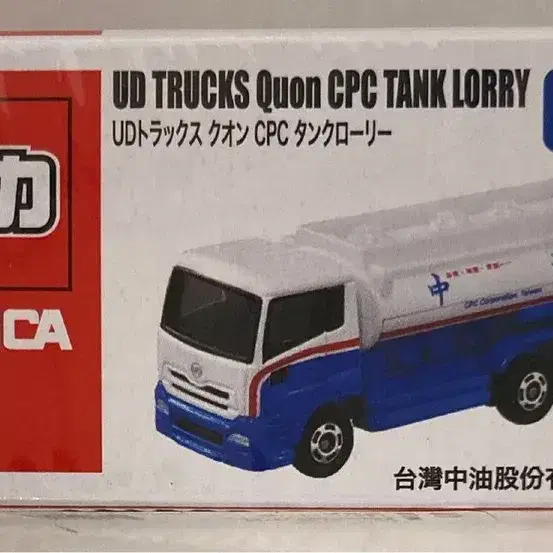 UD TRUCKS Quon CPC TANK LORRY
UDトラックス クオン CPC タンクローリー
カ
CA
中
CPC Corporation, Taiwan
台灣中油股份